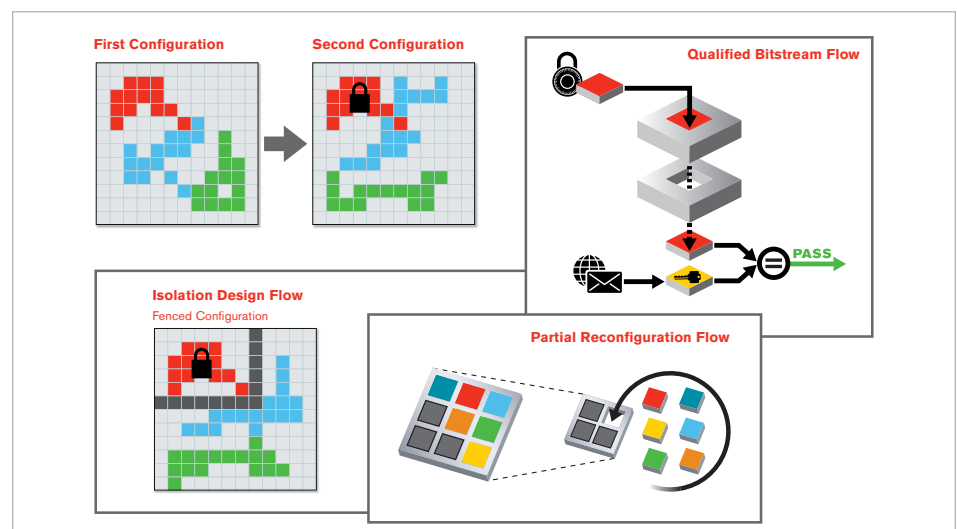 First Configuration
Second Configuration
Qualified Bitstream Flow
PASS
Isolation Design Flow
Fenced Configuration
Partial Reconfiguration Flow